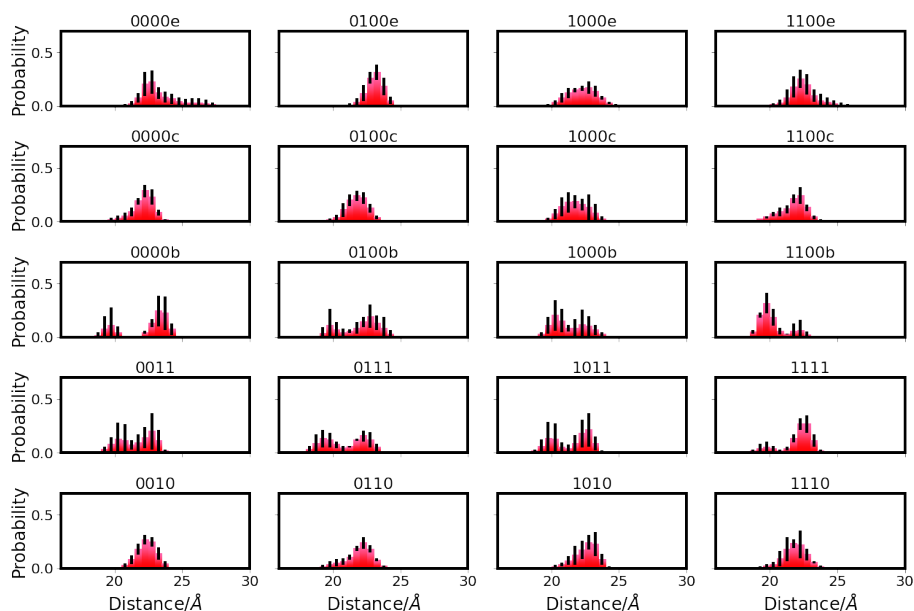 0000e 0100e 1000e 1100e
Probability
0.5
0.0
0000c 0100c 1000c 1100c
Probability
0.5
0.0
0000b 0100b 1000b 1100b
Probability
0.5
0.0
0011 0111 1011 1111
Probability
0.5
0.0
0010 0110 1010 1110
Probability
0.5
0.0
20 25 30 20 25 30 20 25 30 20 25 30
Distance/Å Distance/Å Distance/Å Distance/Å